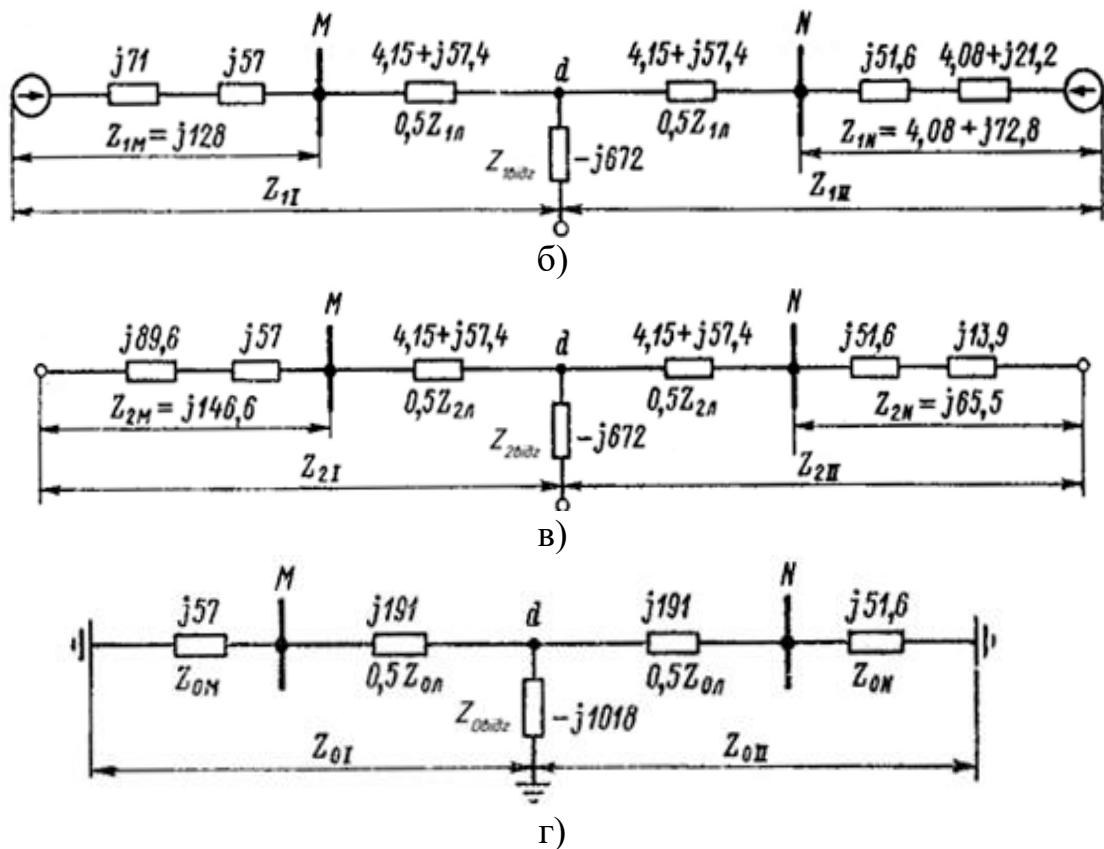 M N
j71 j57 4,15+j57,4 d 4,15+j57,4 j51,6 4,08+j21,2
Z1M=j128 0,5Z1л Z1відг -j672 0,5Z1л Z1N=4,08+j72,8
Z1I Z1II
б)
M N
j89,6 j57 4,15+j57,4 d 4,15+j57,4 j51,6 j13,9
Z2M=j146,6 0,5Z2л Z2відг -j672 0,5Z2л Z2N=j65,5
Z2I Z2II
в)
M N
j57 j191 d j191 j51,6
Z0M 0,5Z0л Z0відг -j1018 0,5Z0л Z0N
Z0I Z0II
г)